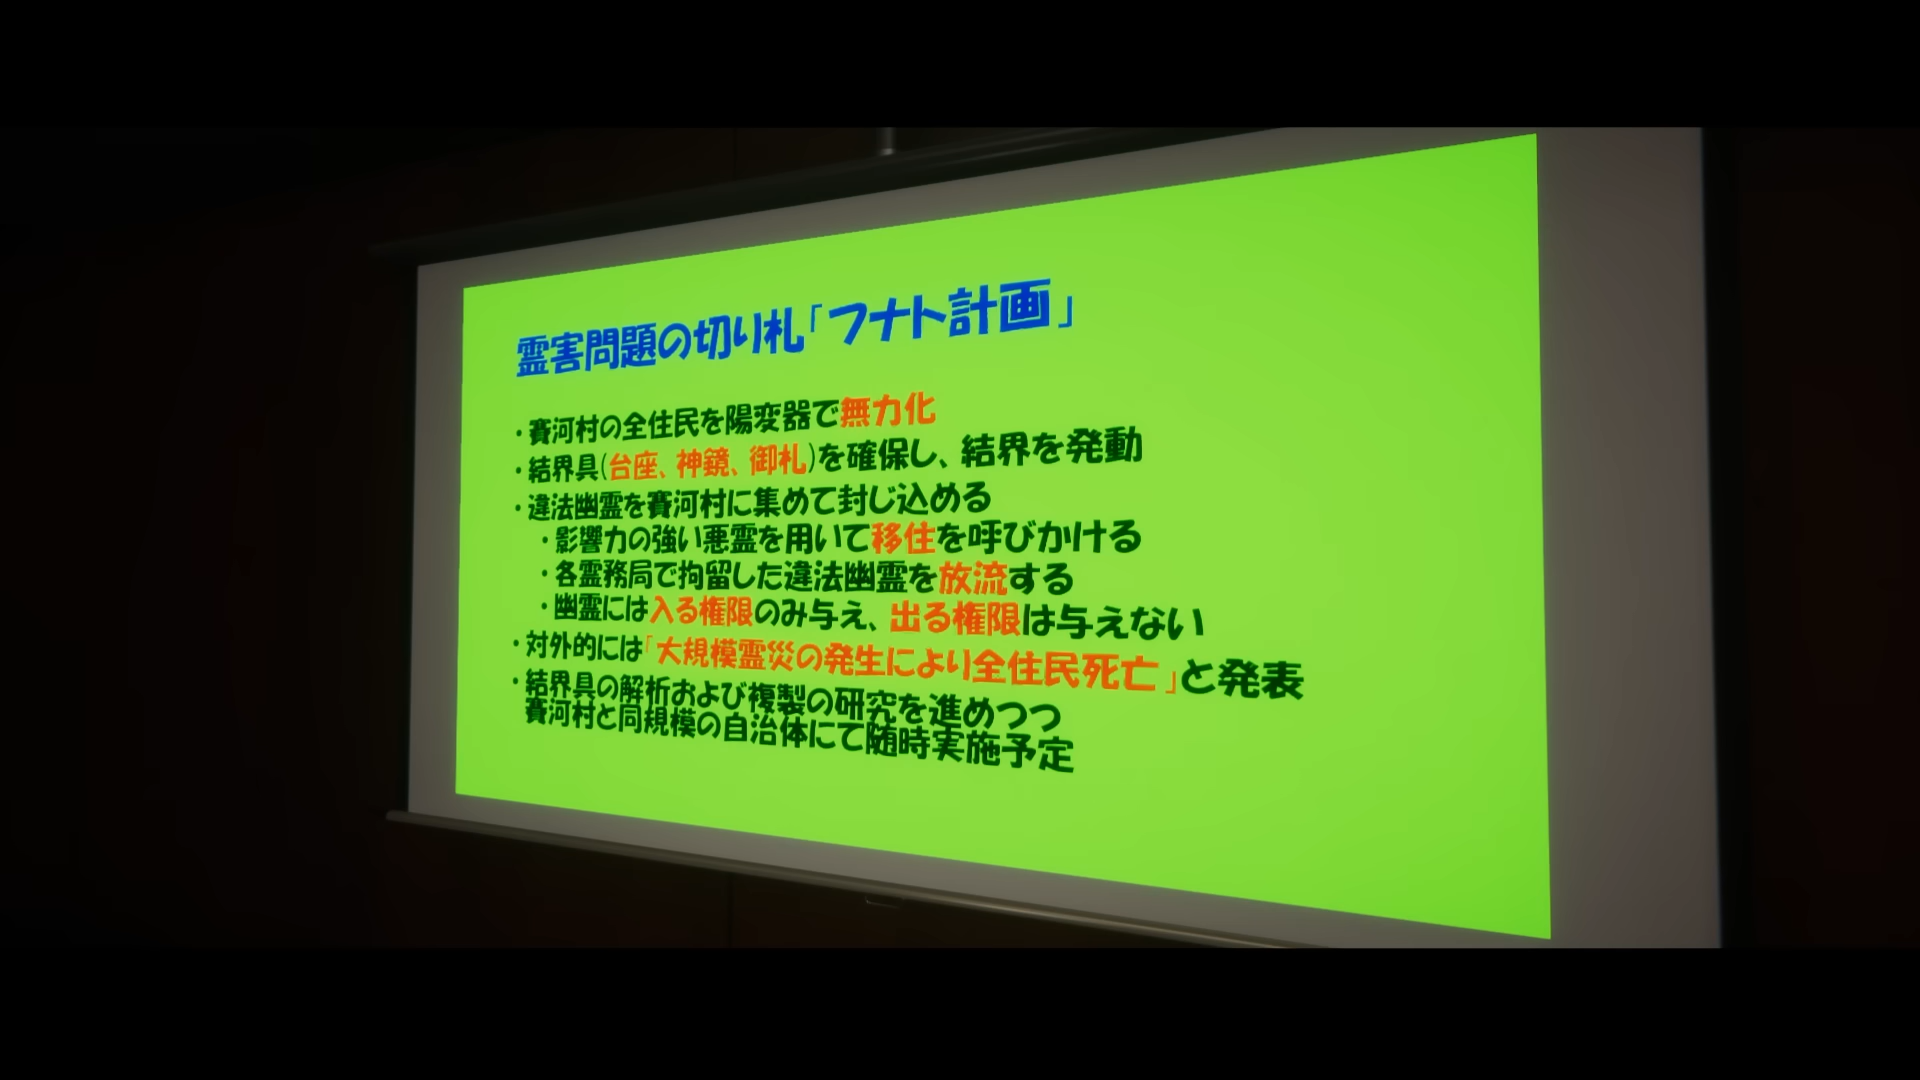 霊害問題の切り札「フナト計画」
・賽河村の全住民を陽変器で無力化
・結界具(台座、神鏡、御札)を確保し、結界を発動
・違法幽霊を賽河村に集めて封じ込める
・影響力の強い悪霊を用いて移住を呼びかける
・各霊務局で拘留した違法幽霊を放流する
・幽霊には入る権限のみ与え、出る権限は与えない
・対外的には「大規模霊災の発生により全住民死亡」と発表
・結界具の解析および複製の研究を進めつつ
賽河村と同規模の自治体にて随時実施予定